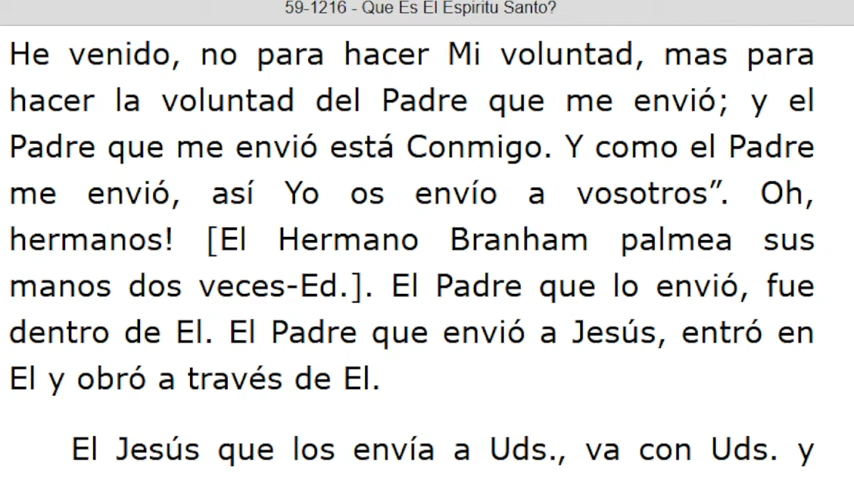 59-1216 - Que Es El Espiritu Santo?
He venido, no para hacer Mi voluntad, mas para
hacer la voluntad del Padre que me envió; y el
Padre que me envió está Conmigo. Y como el Padre
me envió, así Yo os envío a vosotros”. Oh,
hermanos! [El Hermano Branham palmea sus
manos dos veces-Ed.]. El Padre que lo envió, fue
dentro de El. El Padre que envió a Jesús, entró en
El y obró a través de El.
El Jesús que los envía a Uds., va con Uds. y